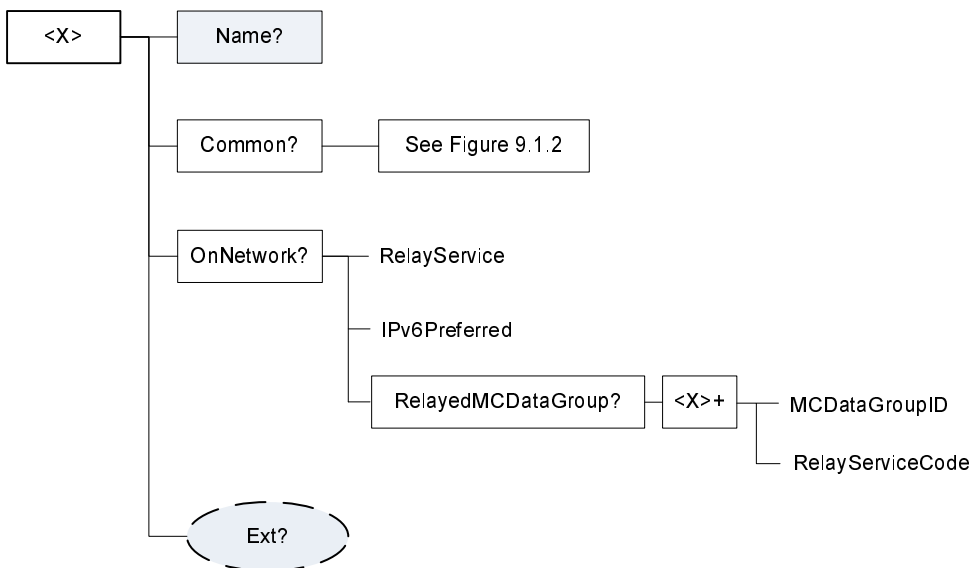 <X>
Name?
Common?
See Figure 9.1.2
OnNetwork?
RelayService
IPv6Preferred
RelayedMCDataGroup?
<X>+
MCDataGroupID
RelayServiceCode
Ext?